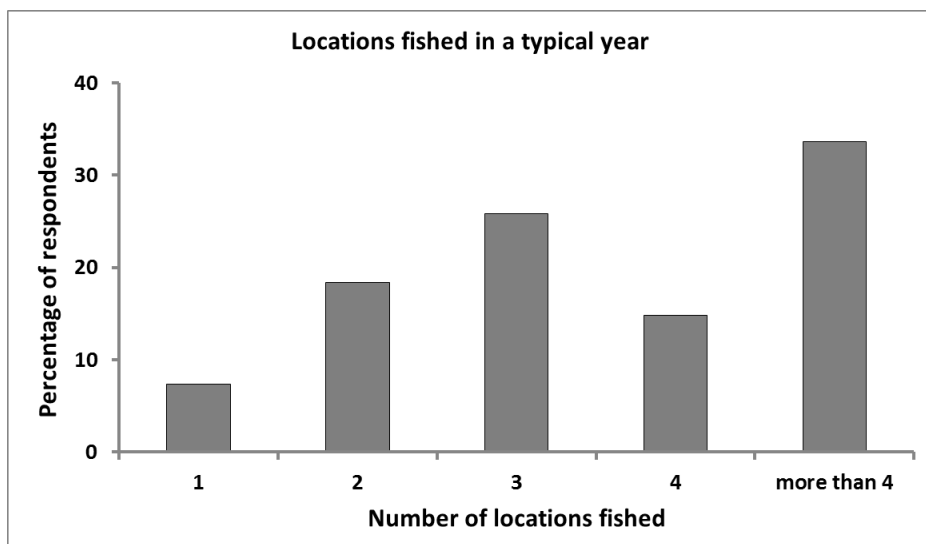 Locations fished in a typical year
Percentage of respondents
40
30
20
10
0
1 2 3 4 more than 4
Number of locations fished